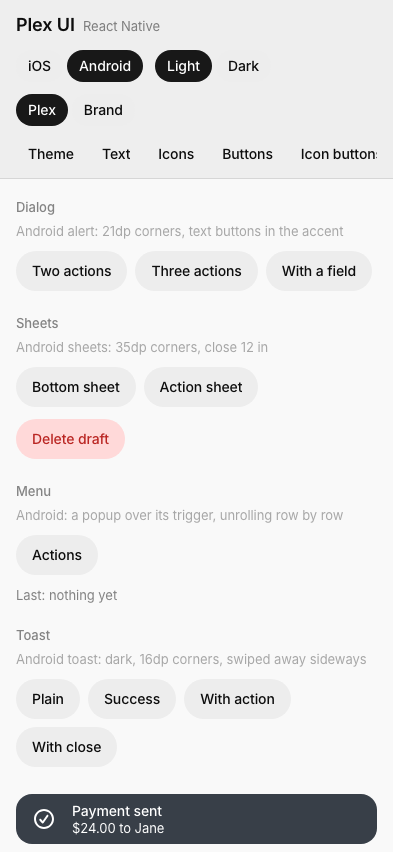 Plex UI React Native
iOS Android Light Dark
Plex Brand
Theme Text Icons Buttons Icon buttons
Dialog
Android alert: 21dp corners, text buttons in the accent
Two actions Three actions With a field
Sheets
Android sheets: 35dp corners, close 12 in
Bottom sheet Action sheet
Delete draft
Menu
Android: a popup over its trigger, unrolling row by row
Actions
Last: nothing yet
Toast
Android toast: dark, 16dp corners, swiped away sideways
Plain Success With action
With close
Payment sent
$24.00 to Jane